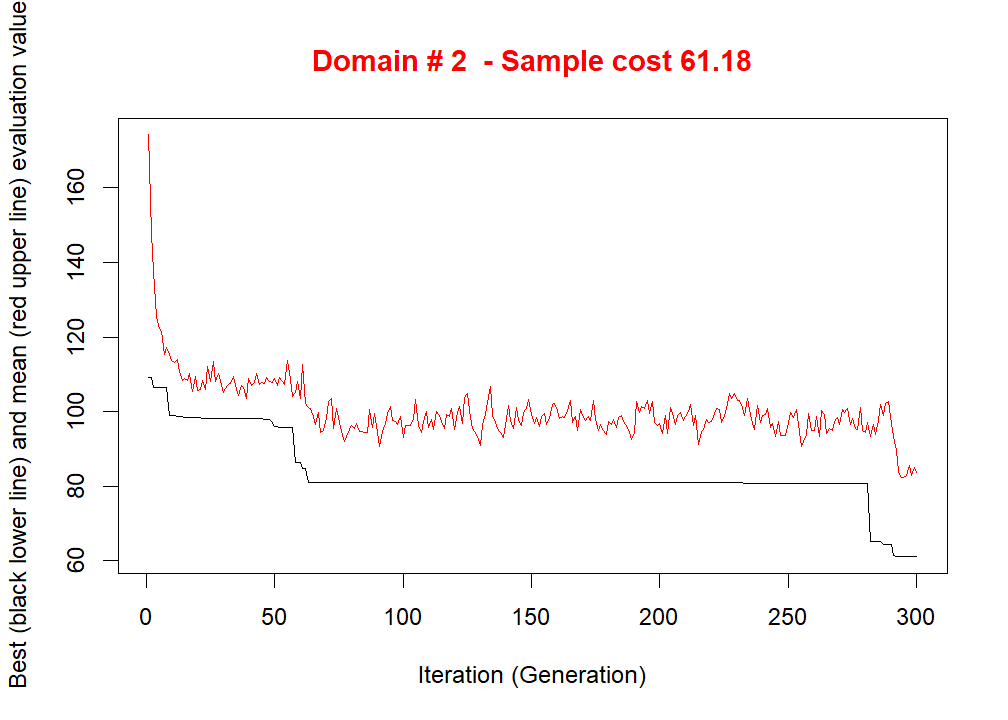 Domain # 2  - Sample cost 61.18
Best (black lower line) and mean (red upper line) evaluation value
160
140
120
100
80
60
0 50 100 150 200 250 300
Iteration (Generation)